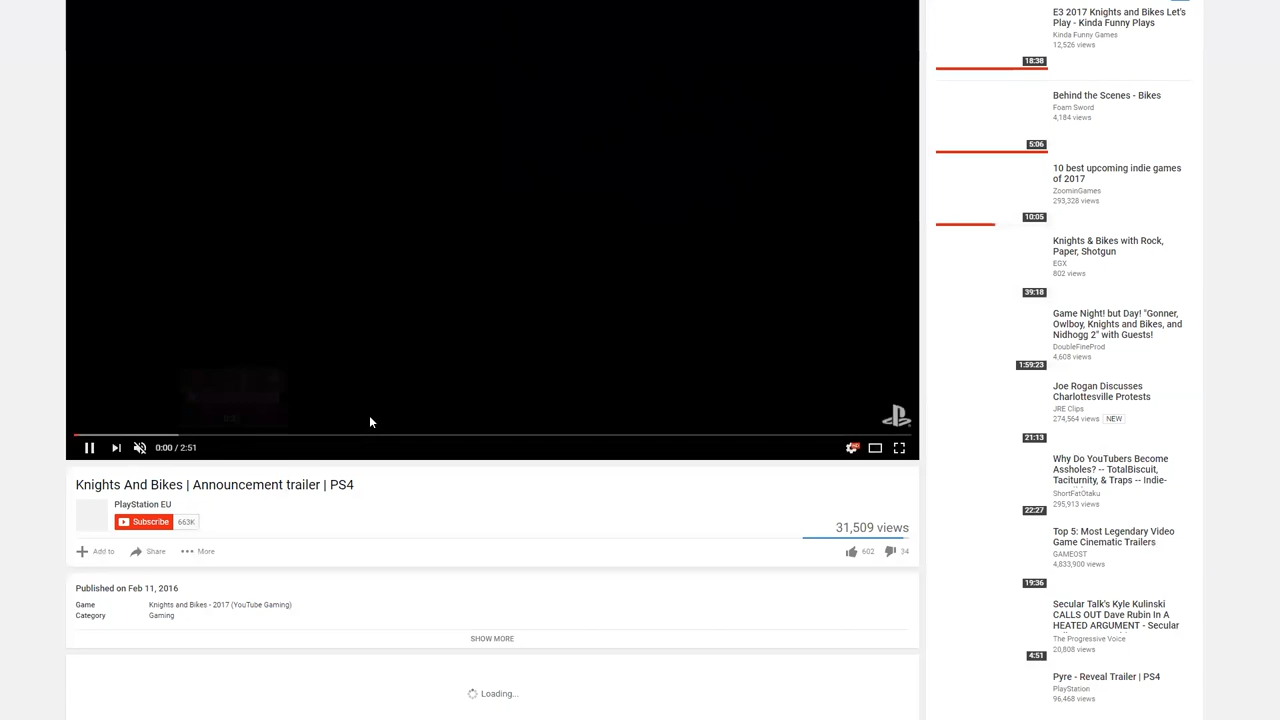 0:00 / 2:51
Knights And Bikes | Announcement trailer | PS4
PlayStation EU
Subscribe 663K
31,509 views
Add to Share More
602 34
Published on Feb 11, 2016
Game Knights and Bikes - 2017 (YouTube Gaming)
Category Gaming
SHOW MORE
Loading...
E3 2017 Knights and Bikes Let's
Play - Kinda Funny Plays
Kinda Funny Games
12,526 views
18:38
Behind the Scenes - Bikes
Foam Sword
4,184 views
5:06
10 best upcoming indie games
of 2017
ZoominGames
293,328 views
10:05
Knights & Bikes with Rock,
Paper, Shotgun
EGX
802 views
39:18
Game Night! but Day! "Gonner,
Owlboy, Knights and Bikes, and
Nidhogg 2" with Guests!
DoubleFineProd
4,608 views
1:59:23
Joe Rogan Discusses
Charlottesville Protests
JRE Clips
274,564 views NEW
21:13
Why Do YouTubers Become
Assholes? -- TotalBiscuit,
Taciturnity, & Traps -- Indie-
ShortFatOtaku
295,913 views
22:27
Top 5: Most Legendary Video
Game Cinematic Trailers
GAMEOST
4,833,900 views
19:36
Secular Talk's Kyle Kulinski
CALLS OUT Dave Rubin In A
HEATED ARGUMENT - Secular
The Progressive Voice
20,808 views
4:51
Pyre - Reveal Trailer | PS4
PlayStation
96,468 views